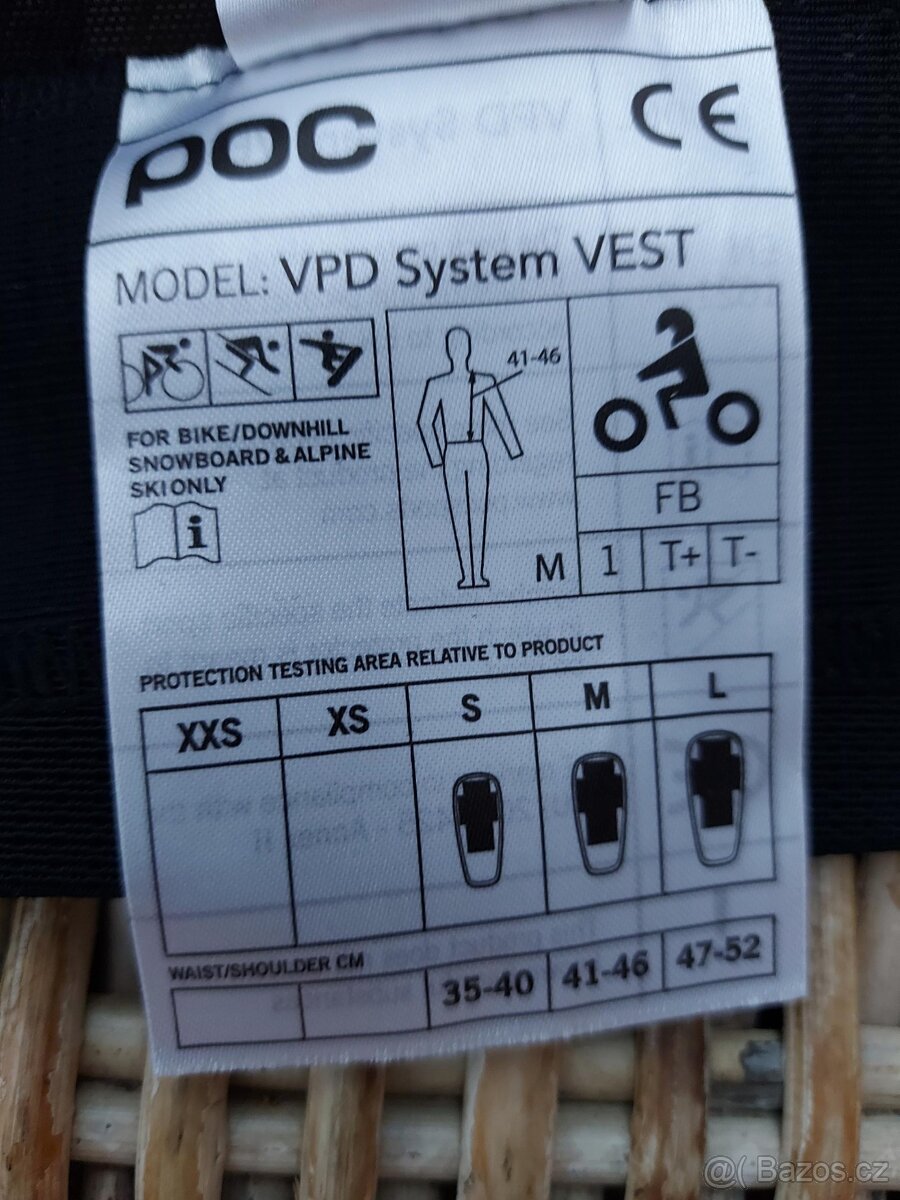 POC CE
MODEL: VPD System VEST
41-46
FOR BIKE/DOWNHILL
SNOWBOARD & ALPINE
SKI ONLY
i
M
FB
1 T+ T-
PROTECTION TESTING AREA RELATIVE TO PRODUCT
XXS XS S M L
WAIST/SHOULDER CM
35-40 41-46 47-52
@( Bazos.cz